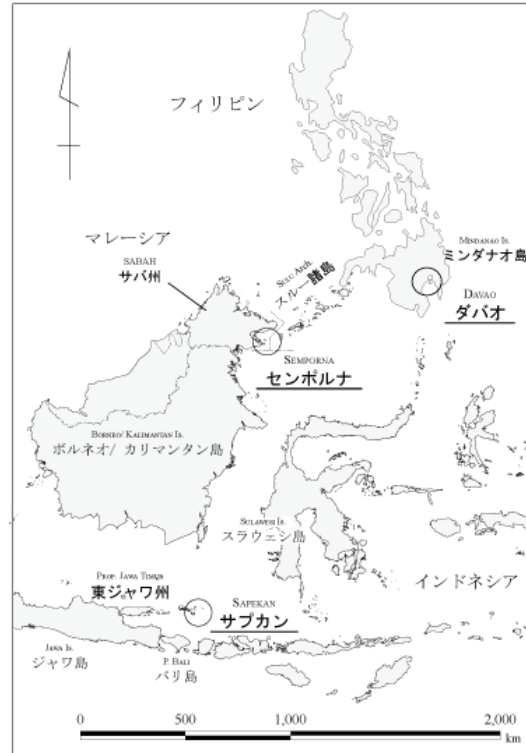 フィリピン
マレーシア
SABAH
サバ州
SULU Arch.
スルー諸島
MINDANAO Is.
ミンダナオ島
DAVAO
ダバオ
SEMPORNA
センポルナ
BORNEO/ KALIMANTAN Is.
ボルネオ/ カリマンタン島
SULAWESI Is.
スラウェシ島
インドネシア
PROP. JAWA TIMUR
東ジャワ州
SAPEKAN
サプカン
JAWA Is.
ジャワ島
P. BALI
バリ島
0 500 1,000 2,000
km